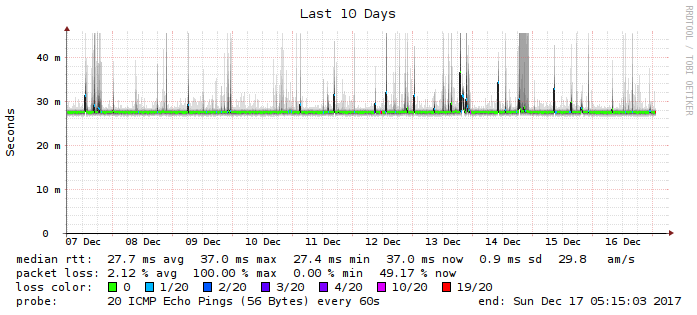 Last 10 Days
RRDTOOL / TOBI OETIKER
Seconds
40 m
30 m
20 m
10 m
0
07 Dec 08 Dec 09 Dec 10 Dec 11 Dec 12 Dec 13 Dec 14 Dec 15 Dec 16 Dec
median rtt: 27.7 ms avg 37.0 ms max 27.4 ms min 37.0 ms now 0.9 ms sd 29.8 am/s
packet loss: 2.12 % avg 100.00 % max 0.00 % min 49.17 % now
loss color: 0 1/20 2/20 3/20 4/20 10/20 19/20
probe: 20 ICMP Echo Pings (56 Bytes) every 60s end: Sun Dec 17 05:15:03 2017